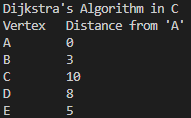 Dijkstra's Algorithm in C
Vertex Distance from 'A'
A 0
B 3
C 10
D 8
E 5